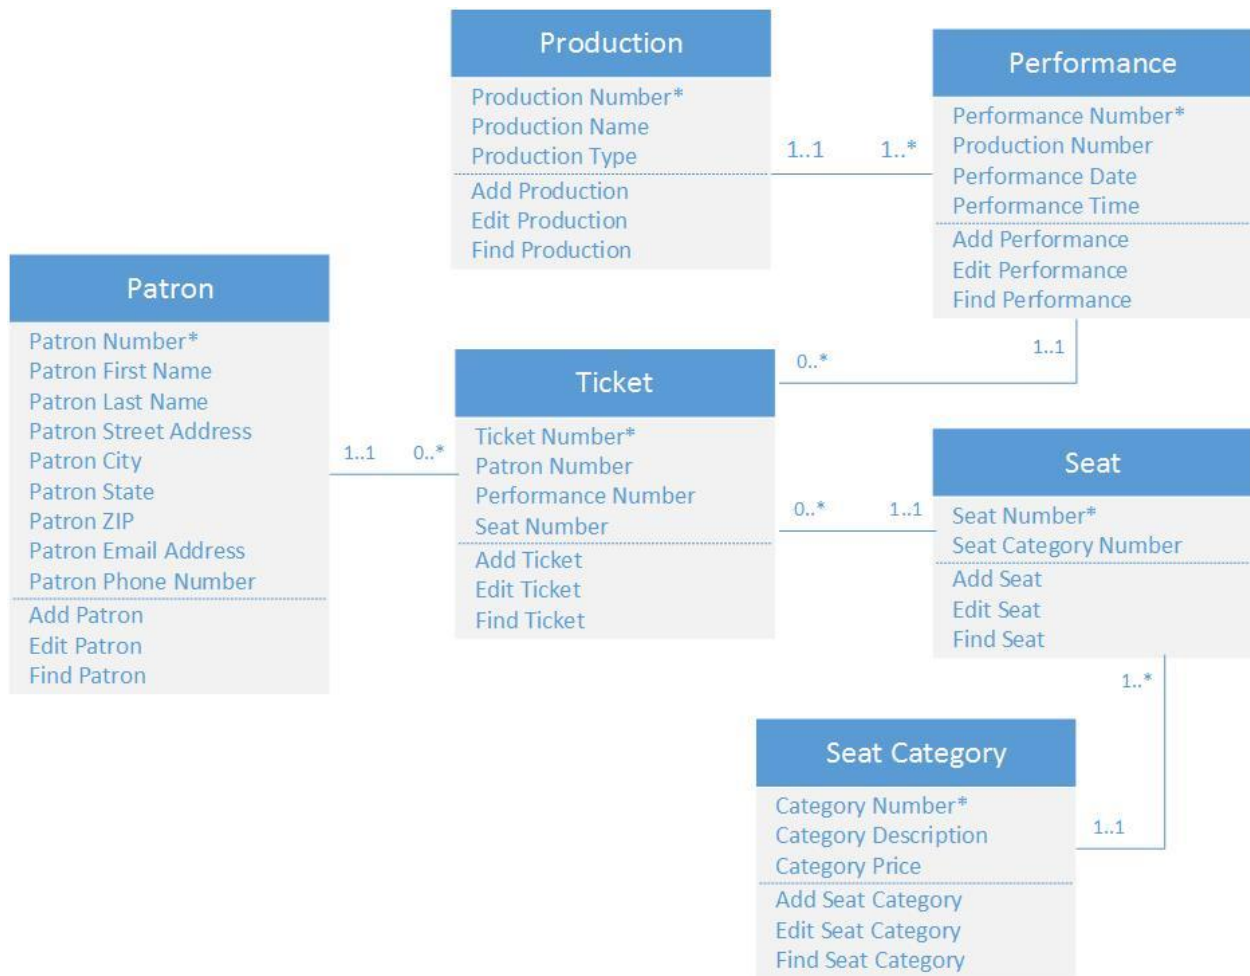 Production
Production Number*
Production Name
Production Type
Add Production
Edit Production
Find Production
1..1
1..*
Performance
Performance Number*
Production Number
Performance Date
Performance Time
Add Performance
Edit Performance
Find Performance
Patron
Patron Number*
Patron First Name
Patron Last Name
Patron Street Address
Patron City
Patron State
Patron ZIP
Patron Email Address
Patron Phone Number
Add Patron
Edit Patron
Find Patron
1..1
0..*
Ticket
Ticket Number*
Patron Number
Performance Number
Seat Number
Add Ticket
Edit Ticket
Find Ticket
0..*
1..1
0..*
1..1
Seat
Seat Number*
Seat Category Number
Add Seat
Edit Seat
Find Seat
1..*
1..1
Seat Category
Category Number*
Category Description
Category Price
Add Seat Category
Edit Seat Category
Find Seat Category